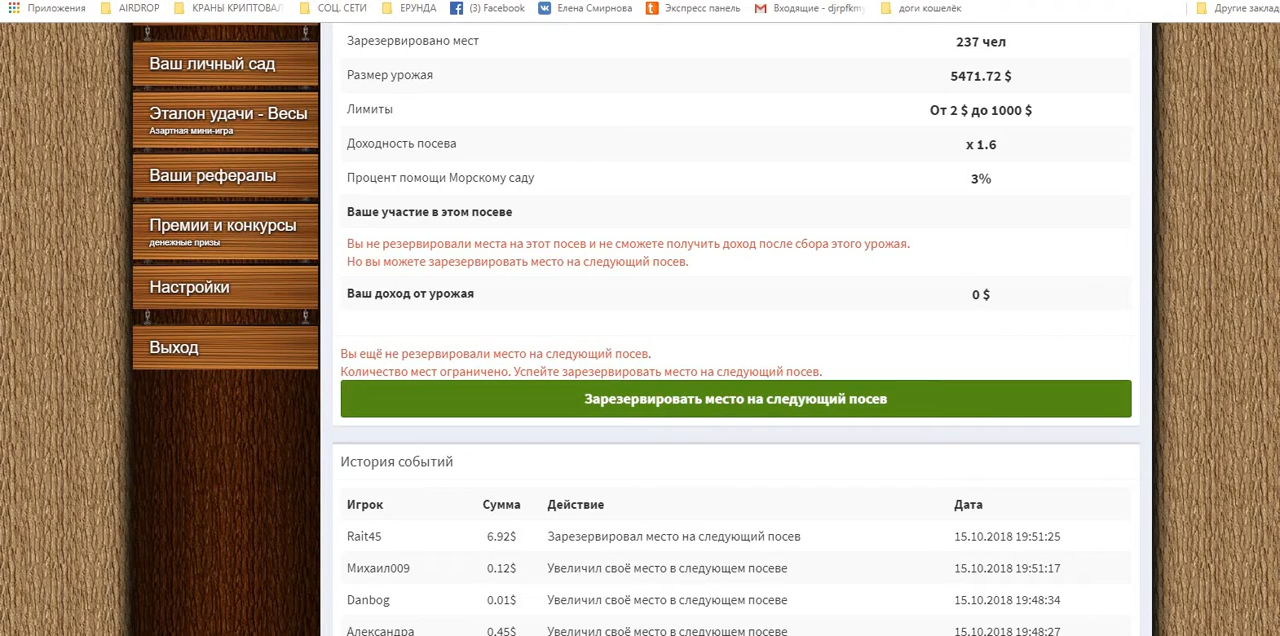 Приложения AIRDROP КРАНЫ КРИПТОВАЛ СОЦ. СЕТИ ЕРУНДА (3) Facebook Елена Смирнова Экспресс панель Входящие - djrpfkmy доги кошелёк Другие заклад
Ваш личный сад
Эталон удачи - Весы
Азартная мини-игра
Ваши рефералы
Премии и конкурсы
денежные призы
Настройки
Выход
Зарезервировано мест 237 чел
Размер урожая 5471.72 $
Лимиты От 2 $ до 1000 $
Доходность посева x 1.6
Процент помощи Морскому саду 3%
Ваше участие в этом посеве
Вы не резервировали места на этот посев и не сможете получить доход после сбора этого урожая.
Но вы можете зарезервировать место на следующий посев.
Ваш доход от урожая 0 $
Вы ещё не резервировали место на следующий посев.
Количество мест ограничено. Успейте зарезервировать место на следующий посев.
Зарезервировать место на следующий посев
История событий
Игрок Сумма Действие Дата
Rait45 6.92$ Зарезервировал место на следующий посев 15.10.2018 19:51:25
Михаил009 0.12$ Увеличил своё место в следующем посеве 15.10.2018 19:51:17
Danbog 0.01$ Увеличил своё место в следующем посеве 15.10.2018 19:48:34
Александра 0.45$ Увеличил своё место в следующем посеве 15.10.2018 19:48:27